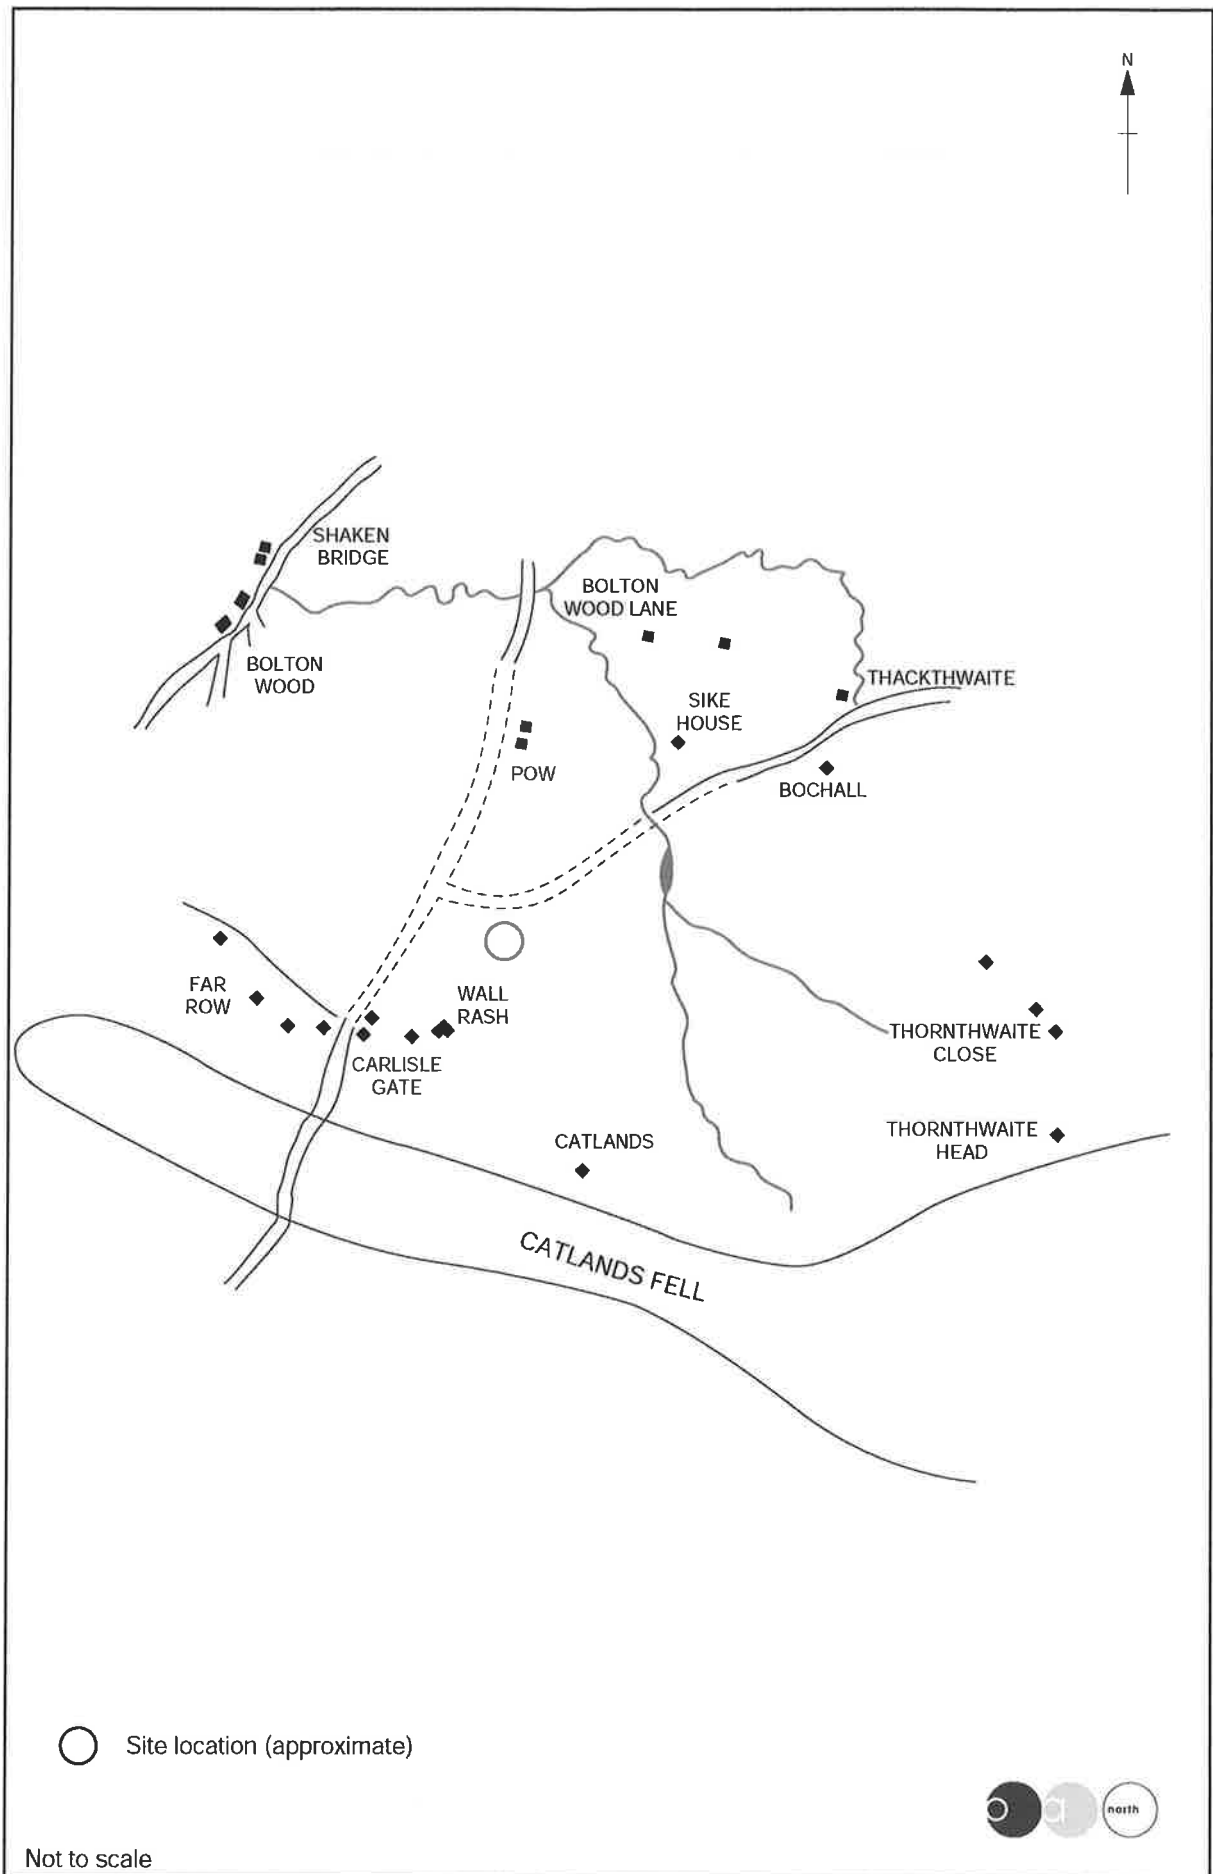 N
SHAKEN
BRIDGE
BOLTON
WOOD LANE
BOLTON
WOOD
THACKTHWAITE
SIKE
HOUSE
POW
BOCHALL
FAR
ROW
WALL
RASH
CARLISLE
GATE
THORNTHWAITE
CLOSE
CATLANDS
THORNTHWAITE
HEAD
CATLANDS FELL
Site location (approximate)
north
Not to scale